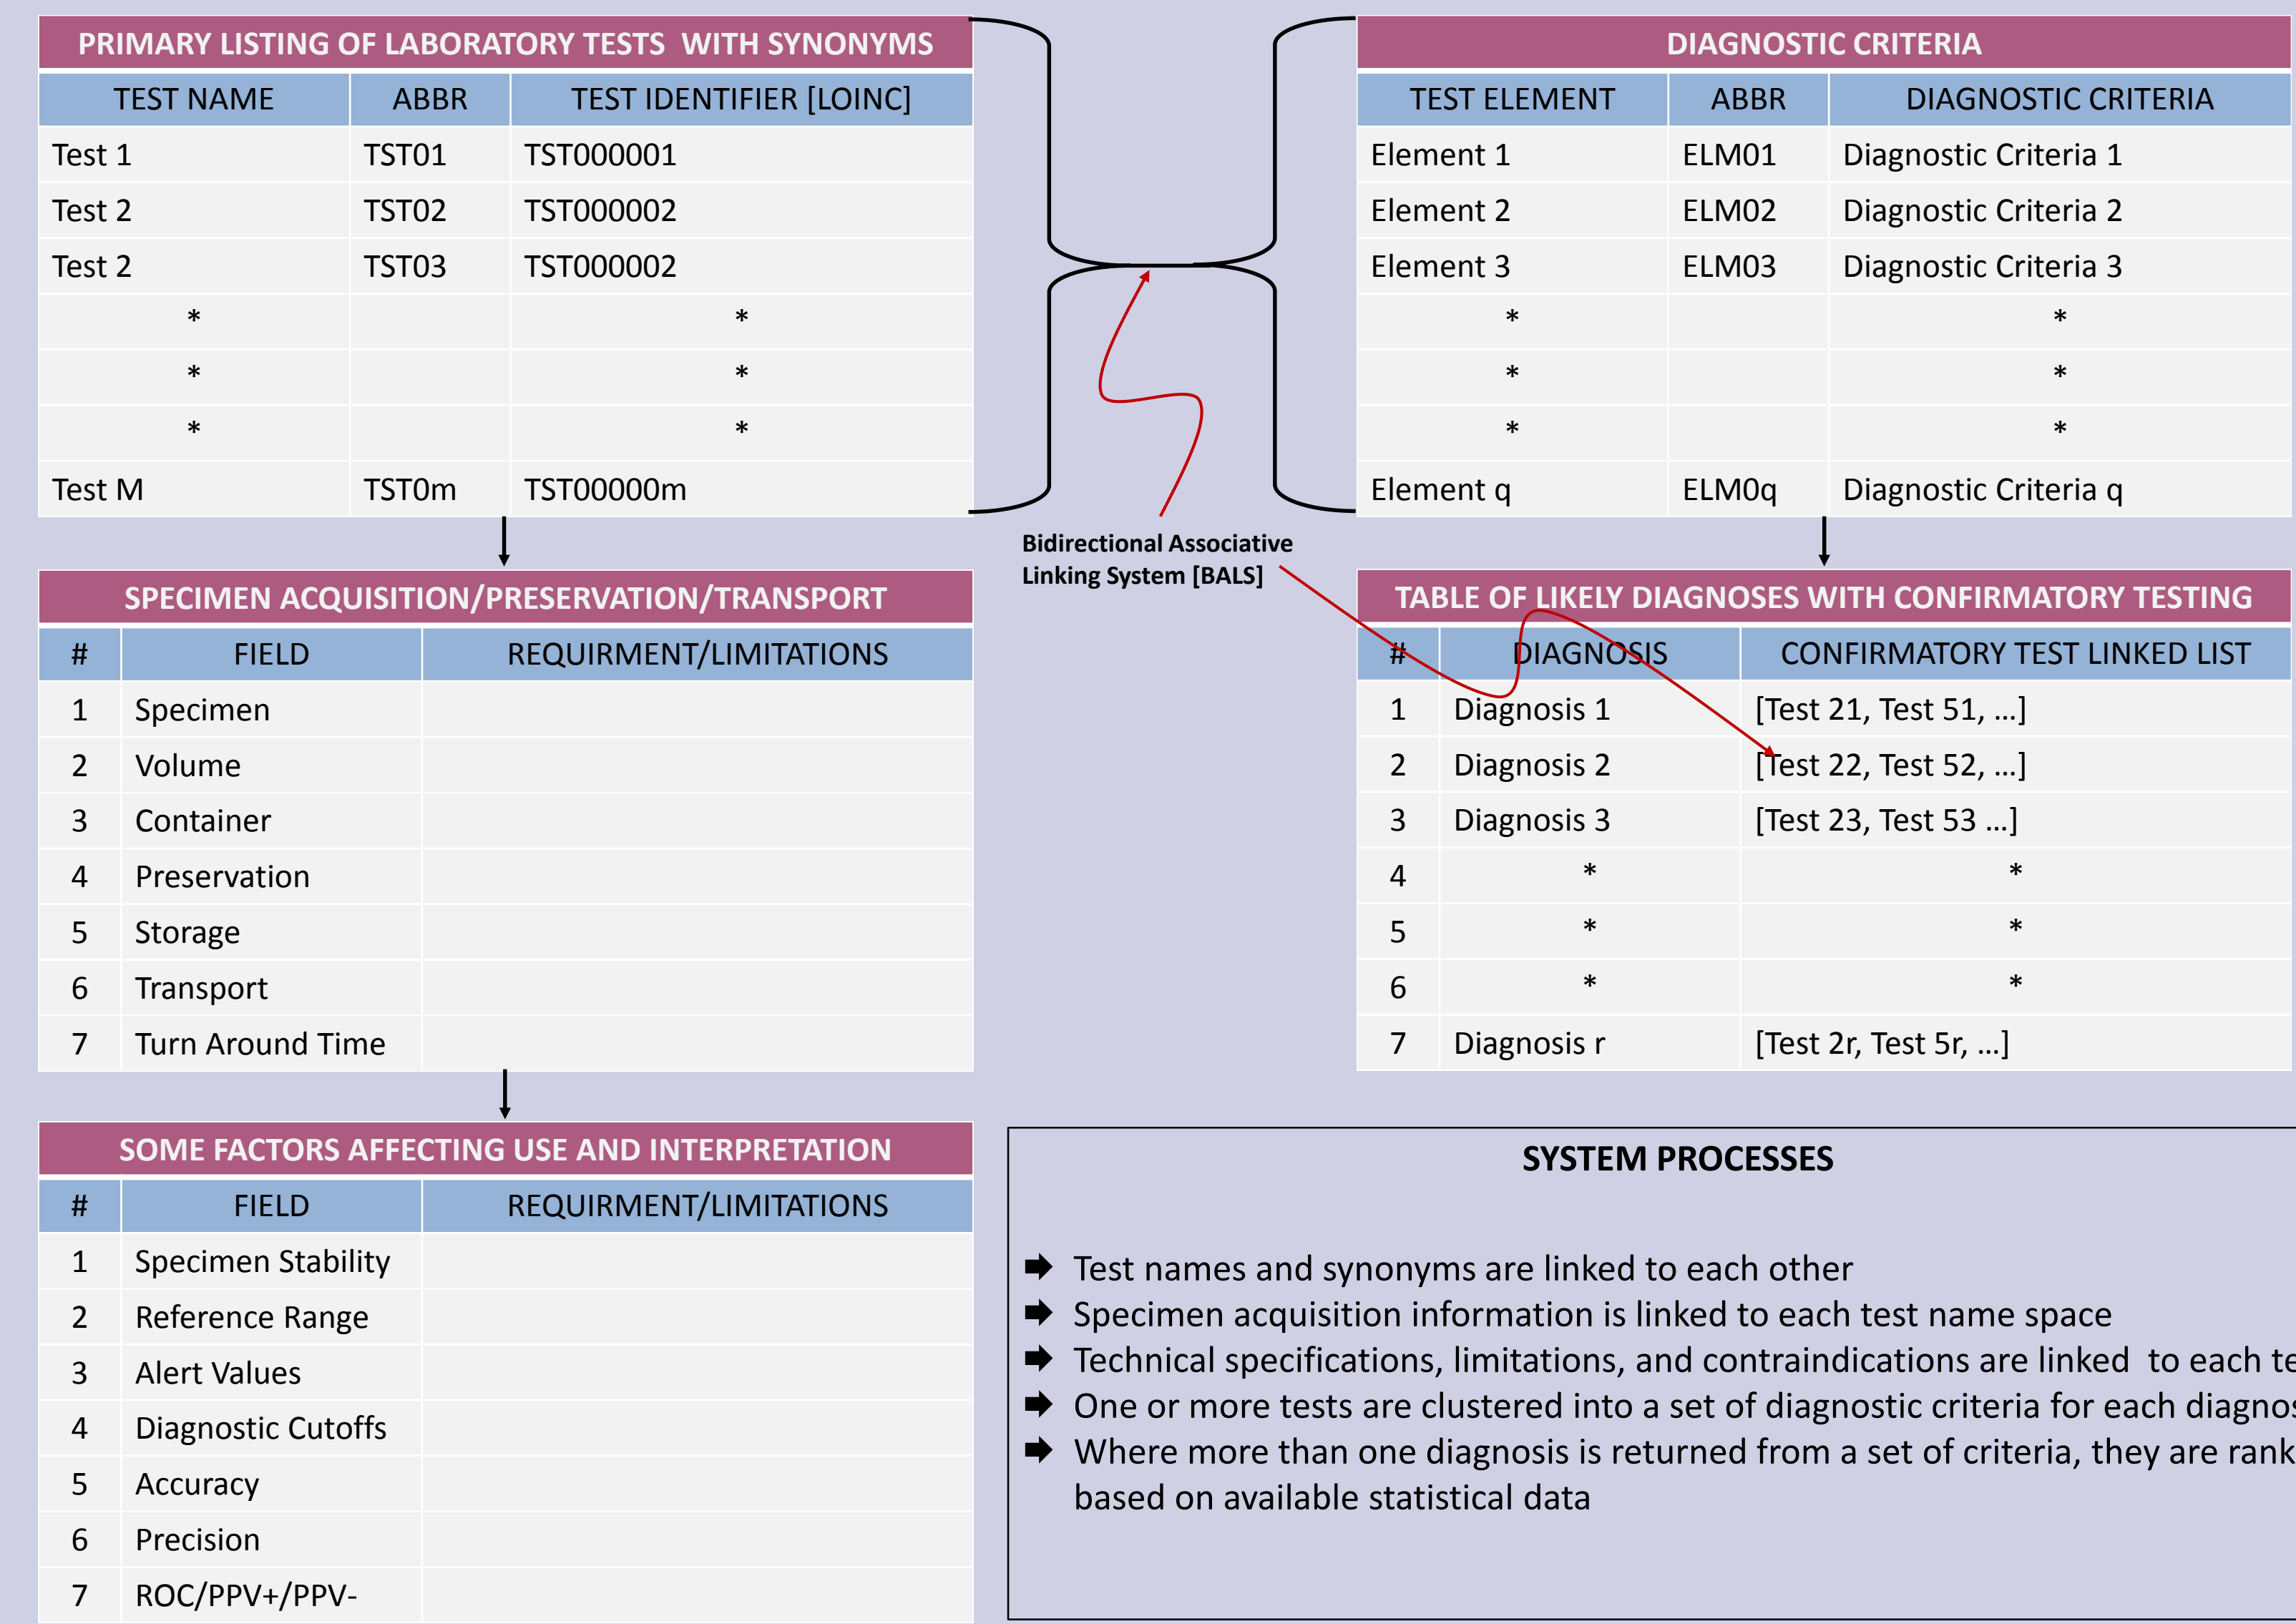 PRIMARY LISTING OF LABORATORY TESTS WITH SYNONYMS
TEST NAME ABBR TEST IDENTIFIER [LOINC]
Test 1 TST01 TST000001
Test 2 TST02 TST000002
Test 2 TST03 TST000002
* *
* *
* *
Test M TST0m TST00000m
DIAGNOSTIC CRITERIA
TEST ELEMENT ABBR DIAGNOSTIC CRITERIA
Element 1 ELM01 Diagnostic Criteria 1
Element 2 ELM02 Diagnostic Criteria 2
Element 3 ELM03 Diagnostic Criteria 3
* *
* *
* *
Element q ELM0q Diagnostic Criteria q
Bidirectional Associative
Linking System [BALS]
SPECIMEN ACQUISITION/PRESERVATION/TRANSPORT
# FIELD REQUIRMENT/LIMITATIONS
1 Specimen
2 Volume
3 Container
4 Preservation
5 Storage
6 Transport
7 Turn Around Time
TABLE OF LIKELY DIAGNOSES WITH CONFIRMATORY TESTING
# DIAGNOSIS CONFIRMATORY TEST LINKED LIST
1 Diagnosis 1 [Test 21, Test 51, ...]
2 Diagnosis 2 [Test 22, Test 52, ...]
3 Diagnosis 3 [Test 23, Test 53 ...]
4 * *
5 * *
6 * *
7 Diagnosis r [Test 2r, Test 5r, ...]
SOME FACTORS AFFECTING USE AND INTERPRETATION
# FIELD REQUIRMENT/LIMITATIONS
1 Specimen Stability
2 Reference Range
3 Alert Values
4 Diagnostic Cutoffs
5 Accuracy
6 Precision
7 ROC/PPV+/PPV-
SYSTEM PROCESSES
Test names and synonyms are linked to each other
Specimen acquisition information is linked to each test name space
Technical specifications, limitations, and contraindications are linked to each
One or more tests are clustered into a set of diagnostic criteria for each
Where more than one diagnosis is returned from a set of criteria, they are
based on available statistical data